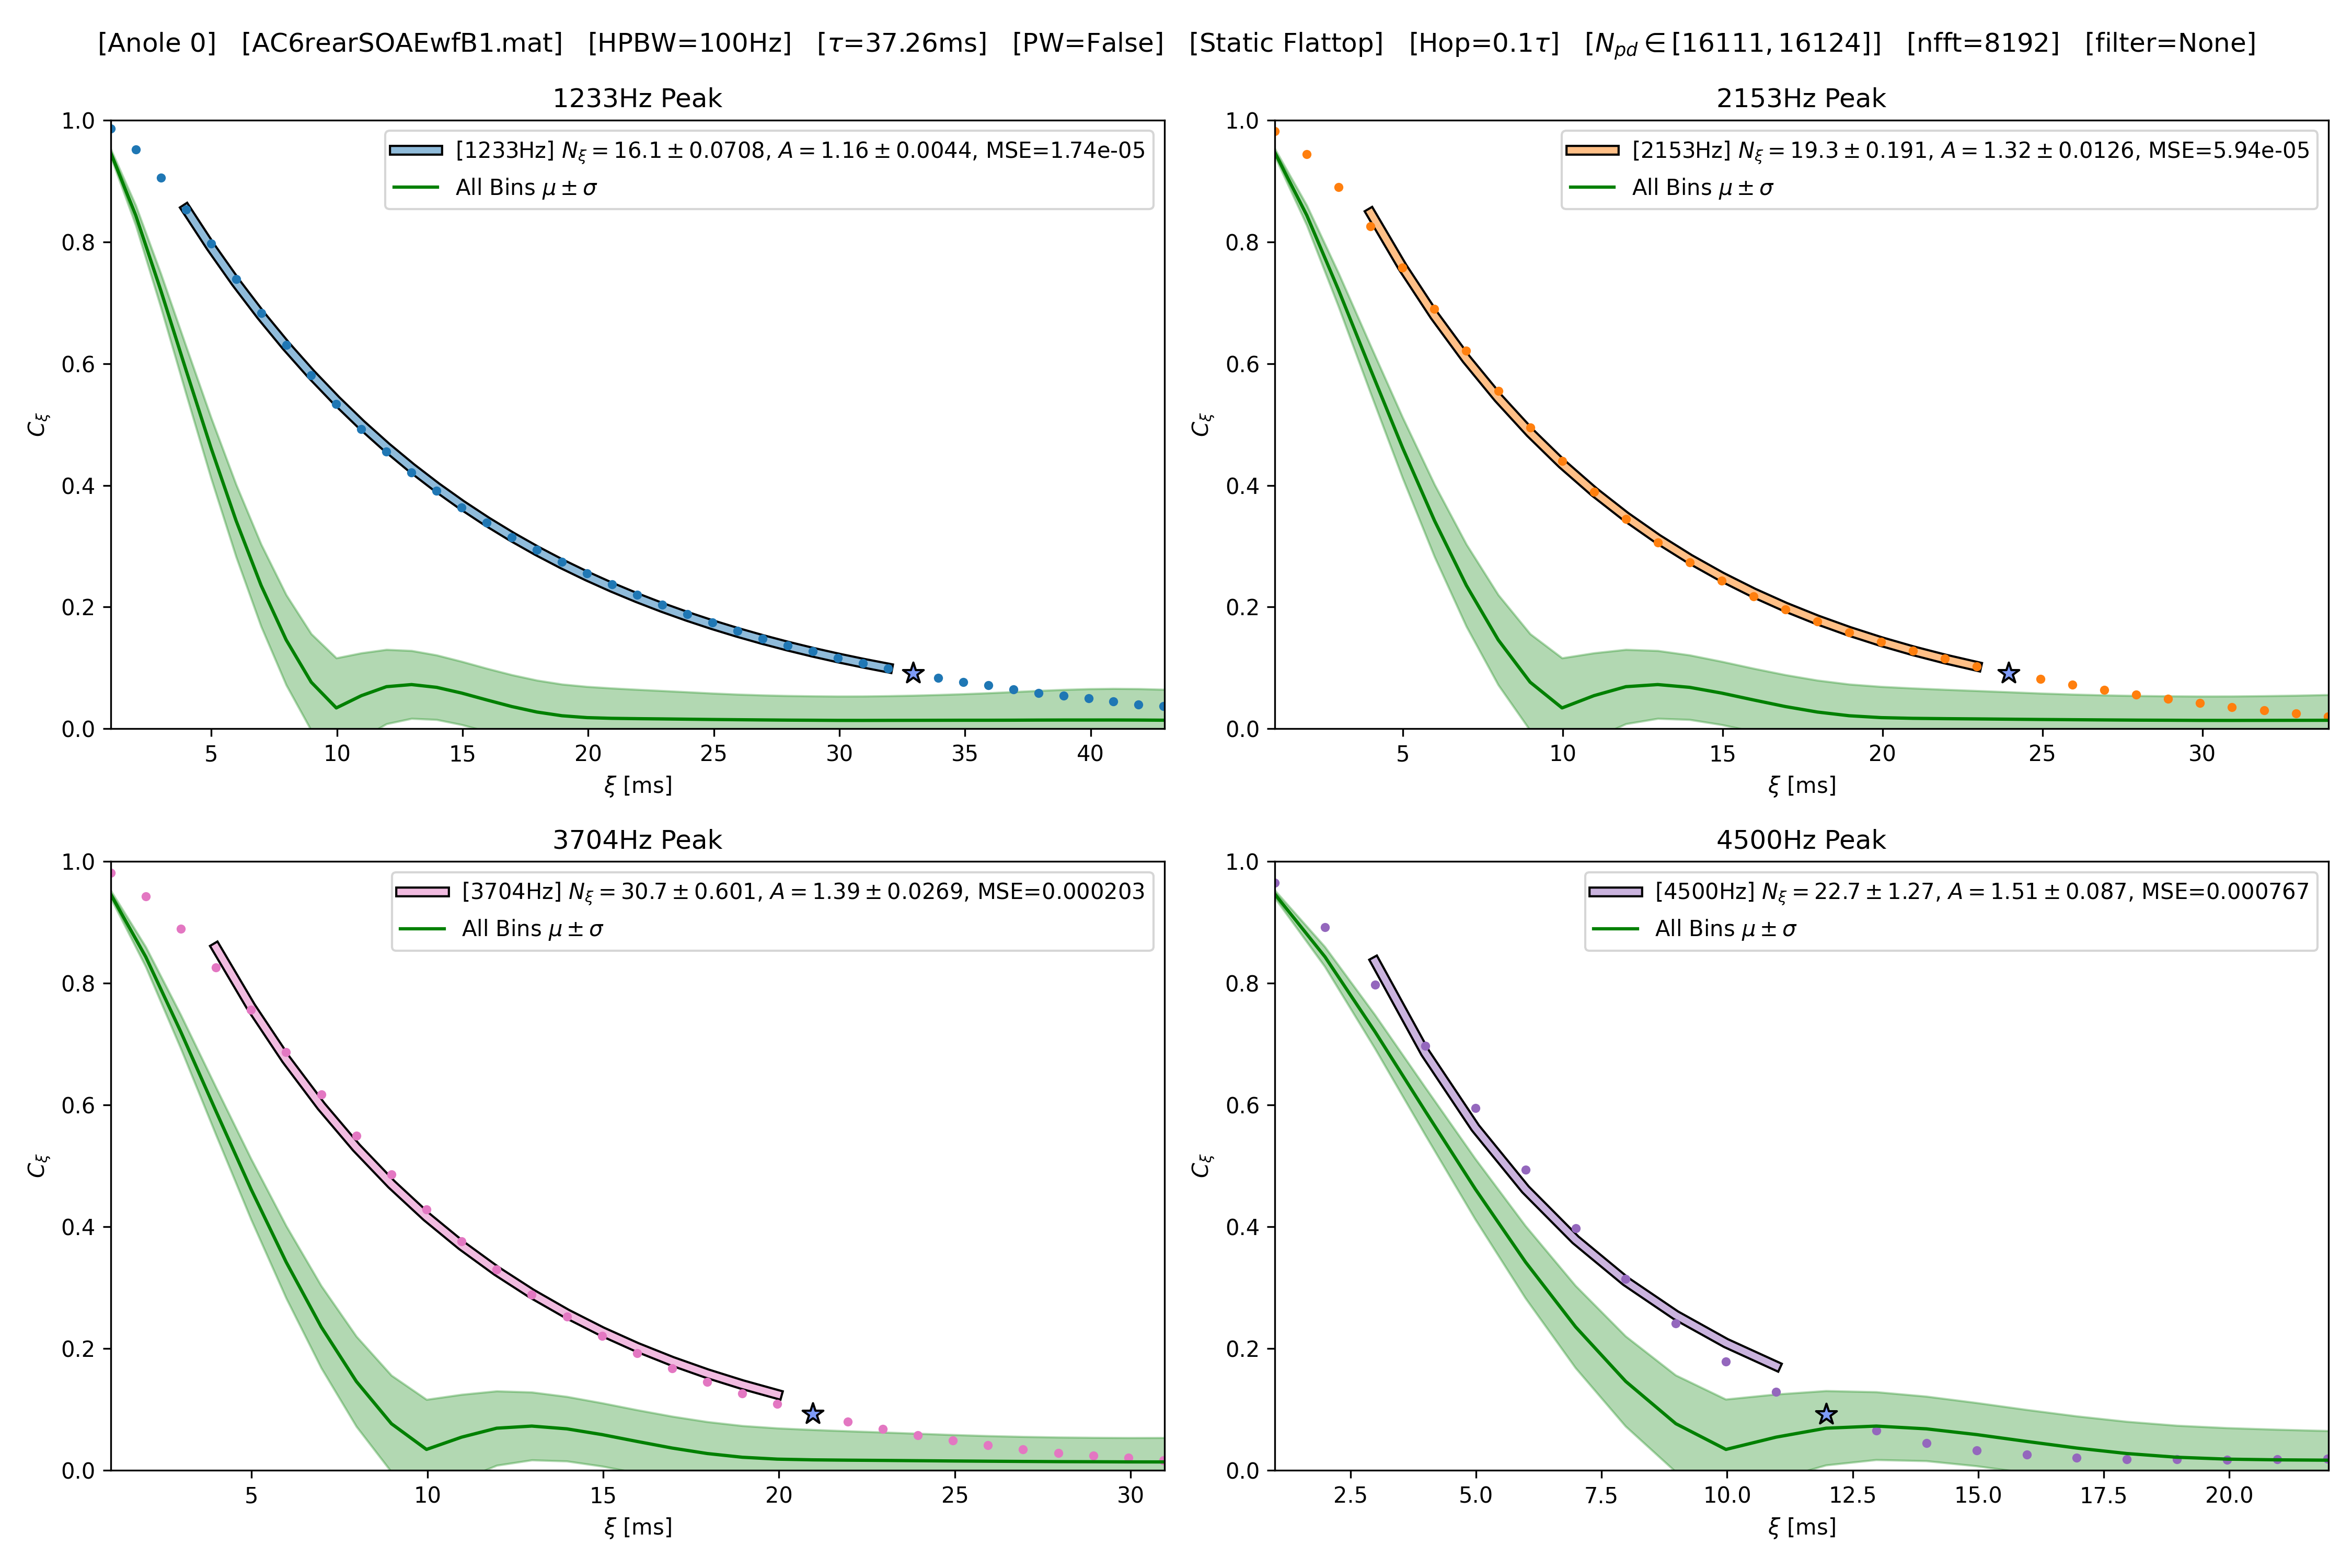 [Anole 0] [AC6rearSOAEwfB1.mat] [HPBW=100Hz] [τ=37.26ms] [PW=False] [Static Flattop] [Hop=0.1τ] [N_pd ∈ [16111, 16124]] [nfft=8192] [filter=None]
1233Hz Peak
[1233Hz] N_ξ = 16.1 ± 0.0708, A = 1.16 ± 0.0044, MSE=1.74e-05
All Bins μ ± σ
1.0
0.8
0.6
0.4
0.2
0.0
C_ξ
5 10 15 20 25 30 35 40
ξ [ms]
2153Hz Peak
[2153Hz] N_ξ = 19.3 ± 0.191, A = 1.32 ± 0.0126, MSE=5.94e-05
All Bins μ ± σ
1.0
0.8
0.6
0.4
0.2
0.0
C_ξ
5 10 15 20 25 30
ξ [ms]
3704Hz Peak
[3704Hz] N_ξ = 30.7 ± 0.601, A = 1.39 ± 0.0269, MSE=0.000203
All Bins μ ± σ
1.0
0.8
0.6
0.4
0.2
0.0
C_ξ
5 10 15 20 25 30
ξ [ms]
4500Hz Peak
[4500Hz] N_ξ = 22.7 ± 1.27, A = 1.51 ± 0.087, MSE=0.000767
All Bins μ ± σ
1.0
0.8
0.6
0.4
0.2
0.0
C_ξ
2.5 5.0 7.5 10.0 12.5 15.0 17.5 20.0
ξ [ms]